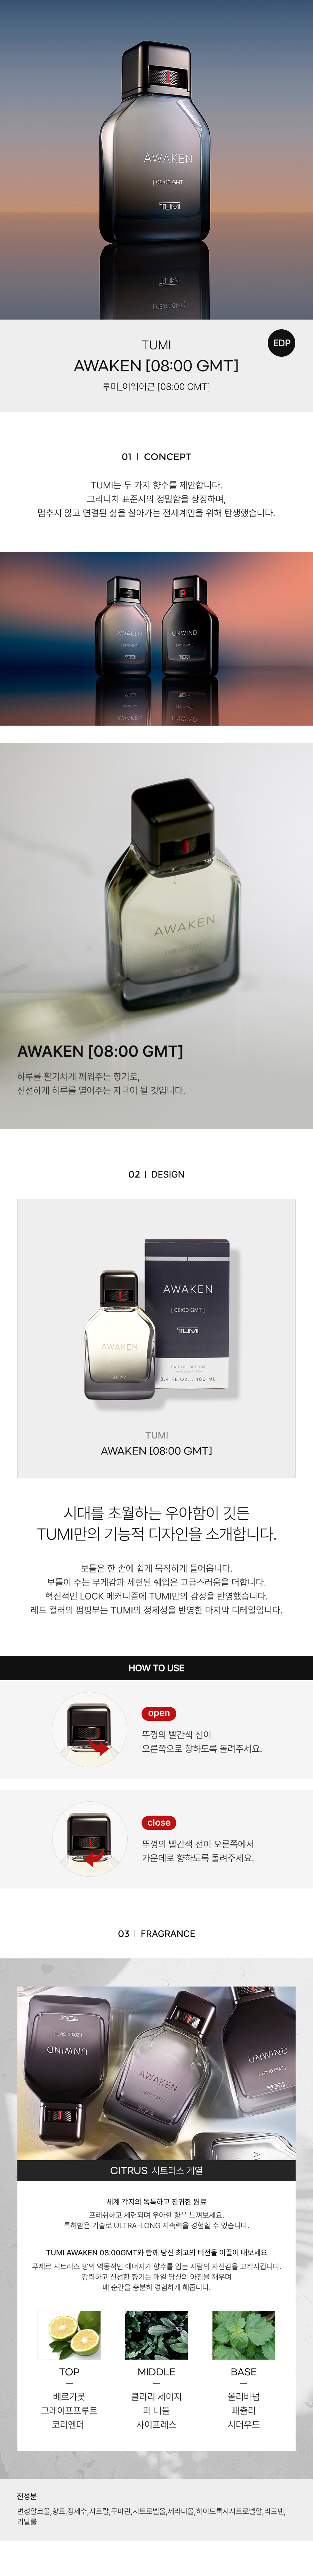 AWAKEN
[08:00 GMT]
TUMI
EDP
TUMI
AWAKEN [08:00 GMT]
투미_어웨이큰 [08:00 GMT]
01 | CONCEPT
TUMI는 두 가지 향수를 제안합니다.
그리니치 표준시의 정밀함을 상징하며,
멈추지 않고 연결된 삶을 살아가는 전세계인을 위해 탄생했습니다.
AWAKEN
UNWIND
TUMI
TUMI
AWAKEN
[08:00 GMT]
TUMI
AWAKEN [08:00 GMT]
하루를 활기차게 깨워주는 향기로,
신선하게 하루를 열어주는 자극이 될 것입니다.
02 | DESIGN
AWAKEN
[08:00 GMT]
TUMI
EAU DE PARFUM
3.4 FL.OZ. / 100 mL
AWAKEN
TUMI
TUMI
AWAKEN [08:00 GMT]
시대를 초월하는 우아함이 깃든
TUMI만의 기능적 디자인을 소개합니다.
보틀은 한 손에 쉽게 묵직하게 들어옵니다.
보틀이 주는 무게감과 세련된 쉐입은 고급스러움을 더합니다.
혁신적인 LOCK 메커니즘에 TUMI만의 감성을 반영했습니다.
레드 컬러의 펌핑부는 TUMI의 정체성을 반영한 마지막 디테일입니다.
HOW TO USE
open
뚜껑의 빨간색 선이
오른쪽으로 향하도록 돌려주세요.
close
뚜껑의 빨간색 선이 오른쪽에서
가운데로 향하도록 돌려주세요.
03 | FRAGRANCE
TUMI
UNWIND
AWAKEN
UNWIND
TUMI
CITRUS 시트러스 계열
세계 각지의 독특하고 진귀한 원료
프레쉬하고 세련되며 우아한 향을 느껴보세요.
특허받은 기술로 ULTRA-LONG 지속력을 경험할 수 있습니다.
TUMI AWAKEN 08:00GMT와 함께 당신 최고의 비전을 이끌어 내보세요
푸제르 시트러스 향의 역동적인 에너지가 향수를 입는 사람의 자신감을 고취시킵니다.
강력하고 신선한 향기는 매일 당신의 아침을 깨우며
매 순간을 충분히 경험하게 해줍니다.
TOP
베르가못
그레이프프루트
코리엔더
MIDDLE
클라리 세이지
퍼 니들
사이프레스
BASE
올리바넘
패츌리
시더우드
전성분
변성알코올,향료,정제수,시트랄,쿠마린,시트로넬올,제라니올,하이드록시시트로넬알,리모넨,
리날룰